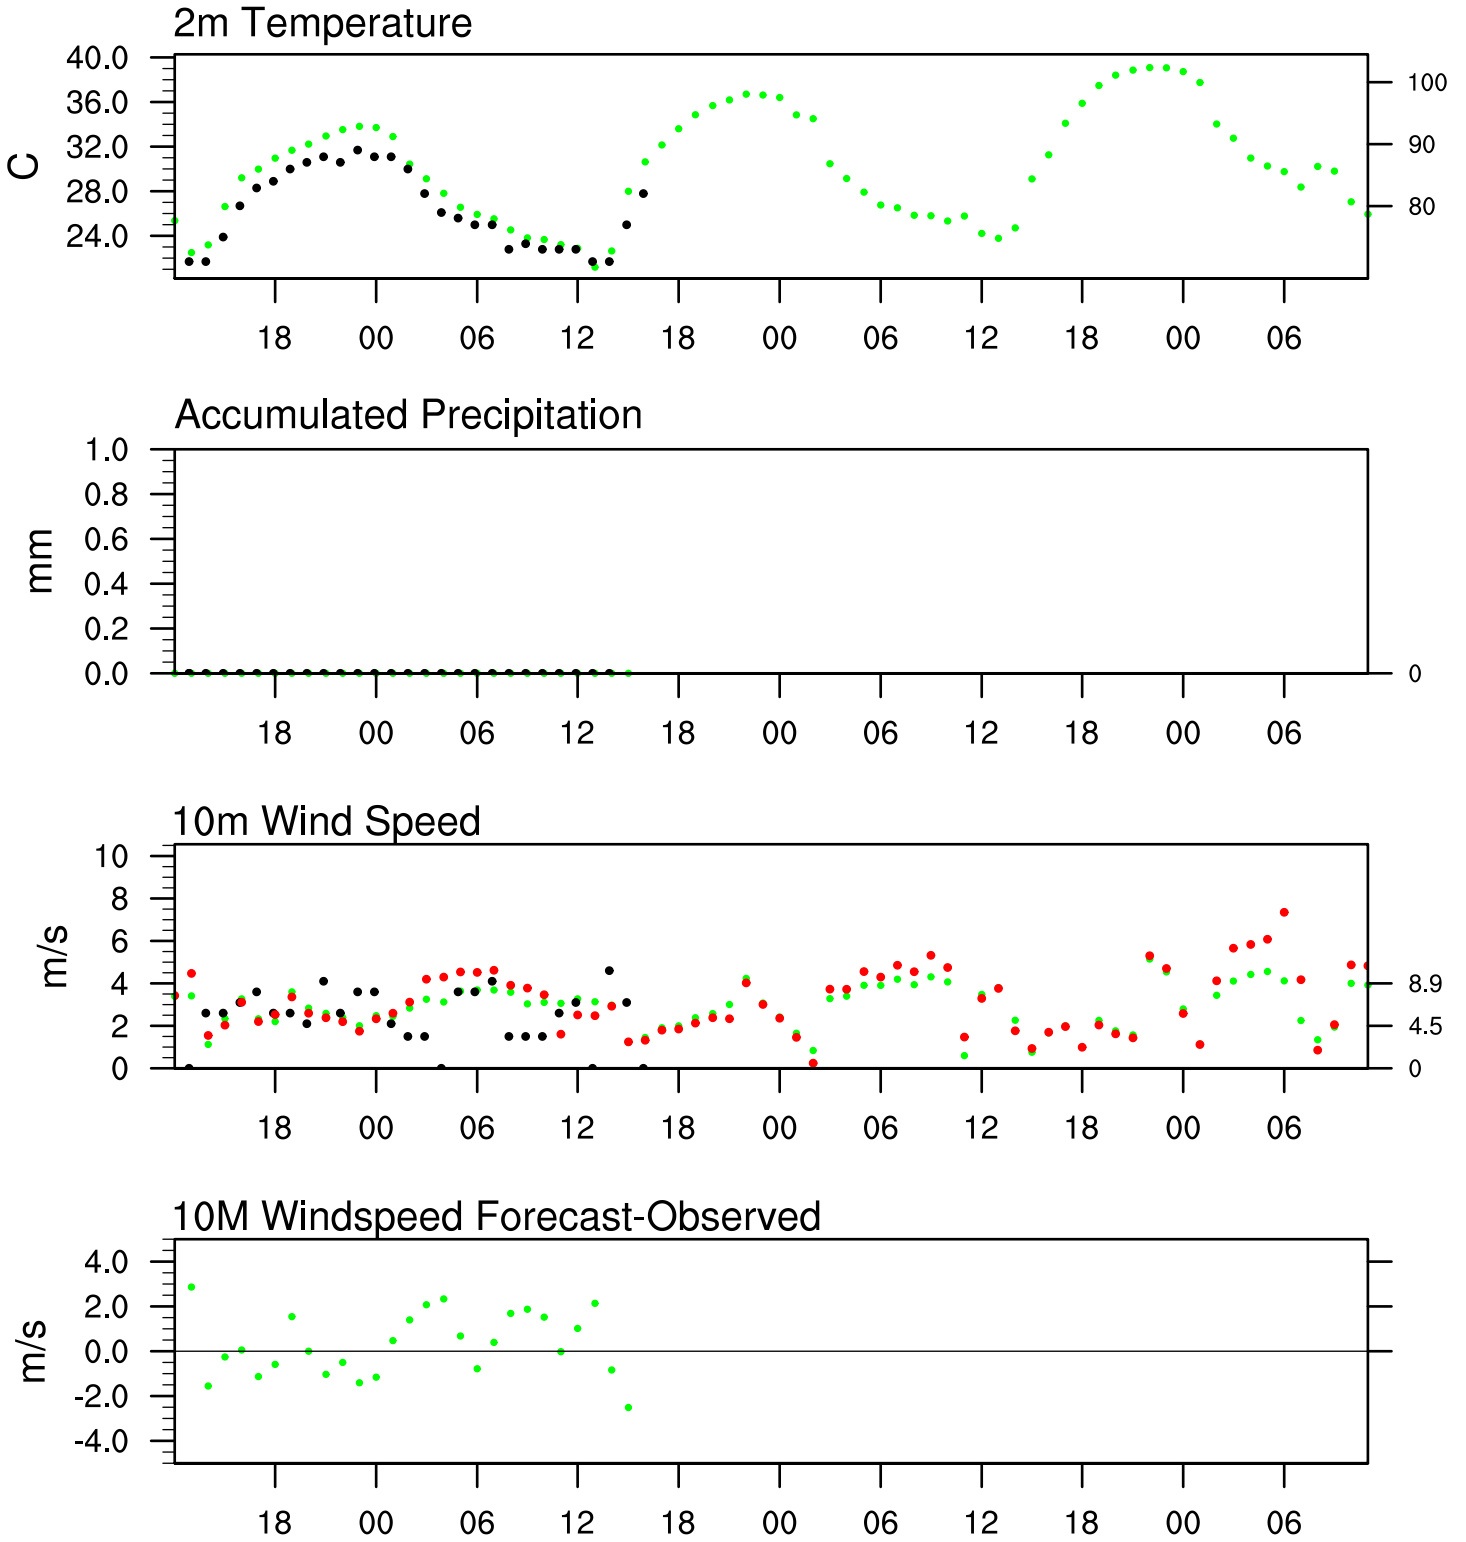 2m Temperature
40.0
36.0
32.0
28.0
24.0
C
100
90
80
18 00 06 12 18 00 06 12 18 00 06
Accumulated Precipitation
1.0
0.8
0.6
0.4
0.2
0.0
mm
0
18 00 06 12 18 00 06 12 18 00 06
10m Wind Speed
10
8
6
4
2
0
m/s
8.9
4.5
0
18 00 06 12 18 00 06 12 18 00 06
10M Windspeed Forecast-Observed
4.0
2.0
0.0
-2.0
-4.0
m/s
18 00 06 12 18 00 06 12 18 00 06